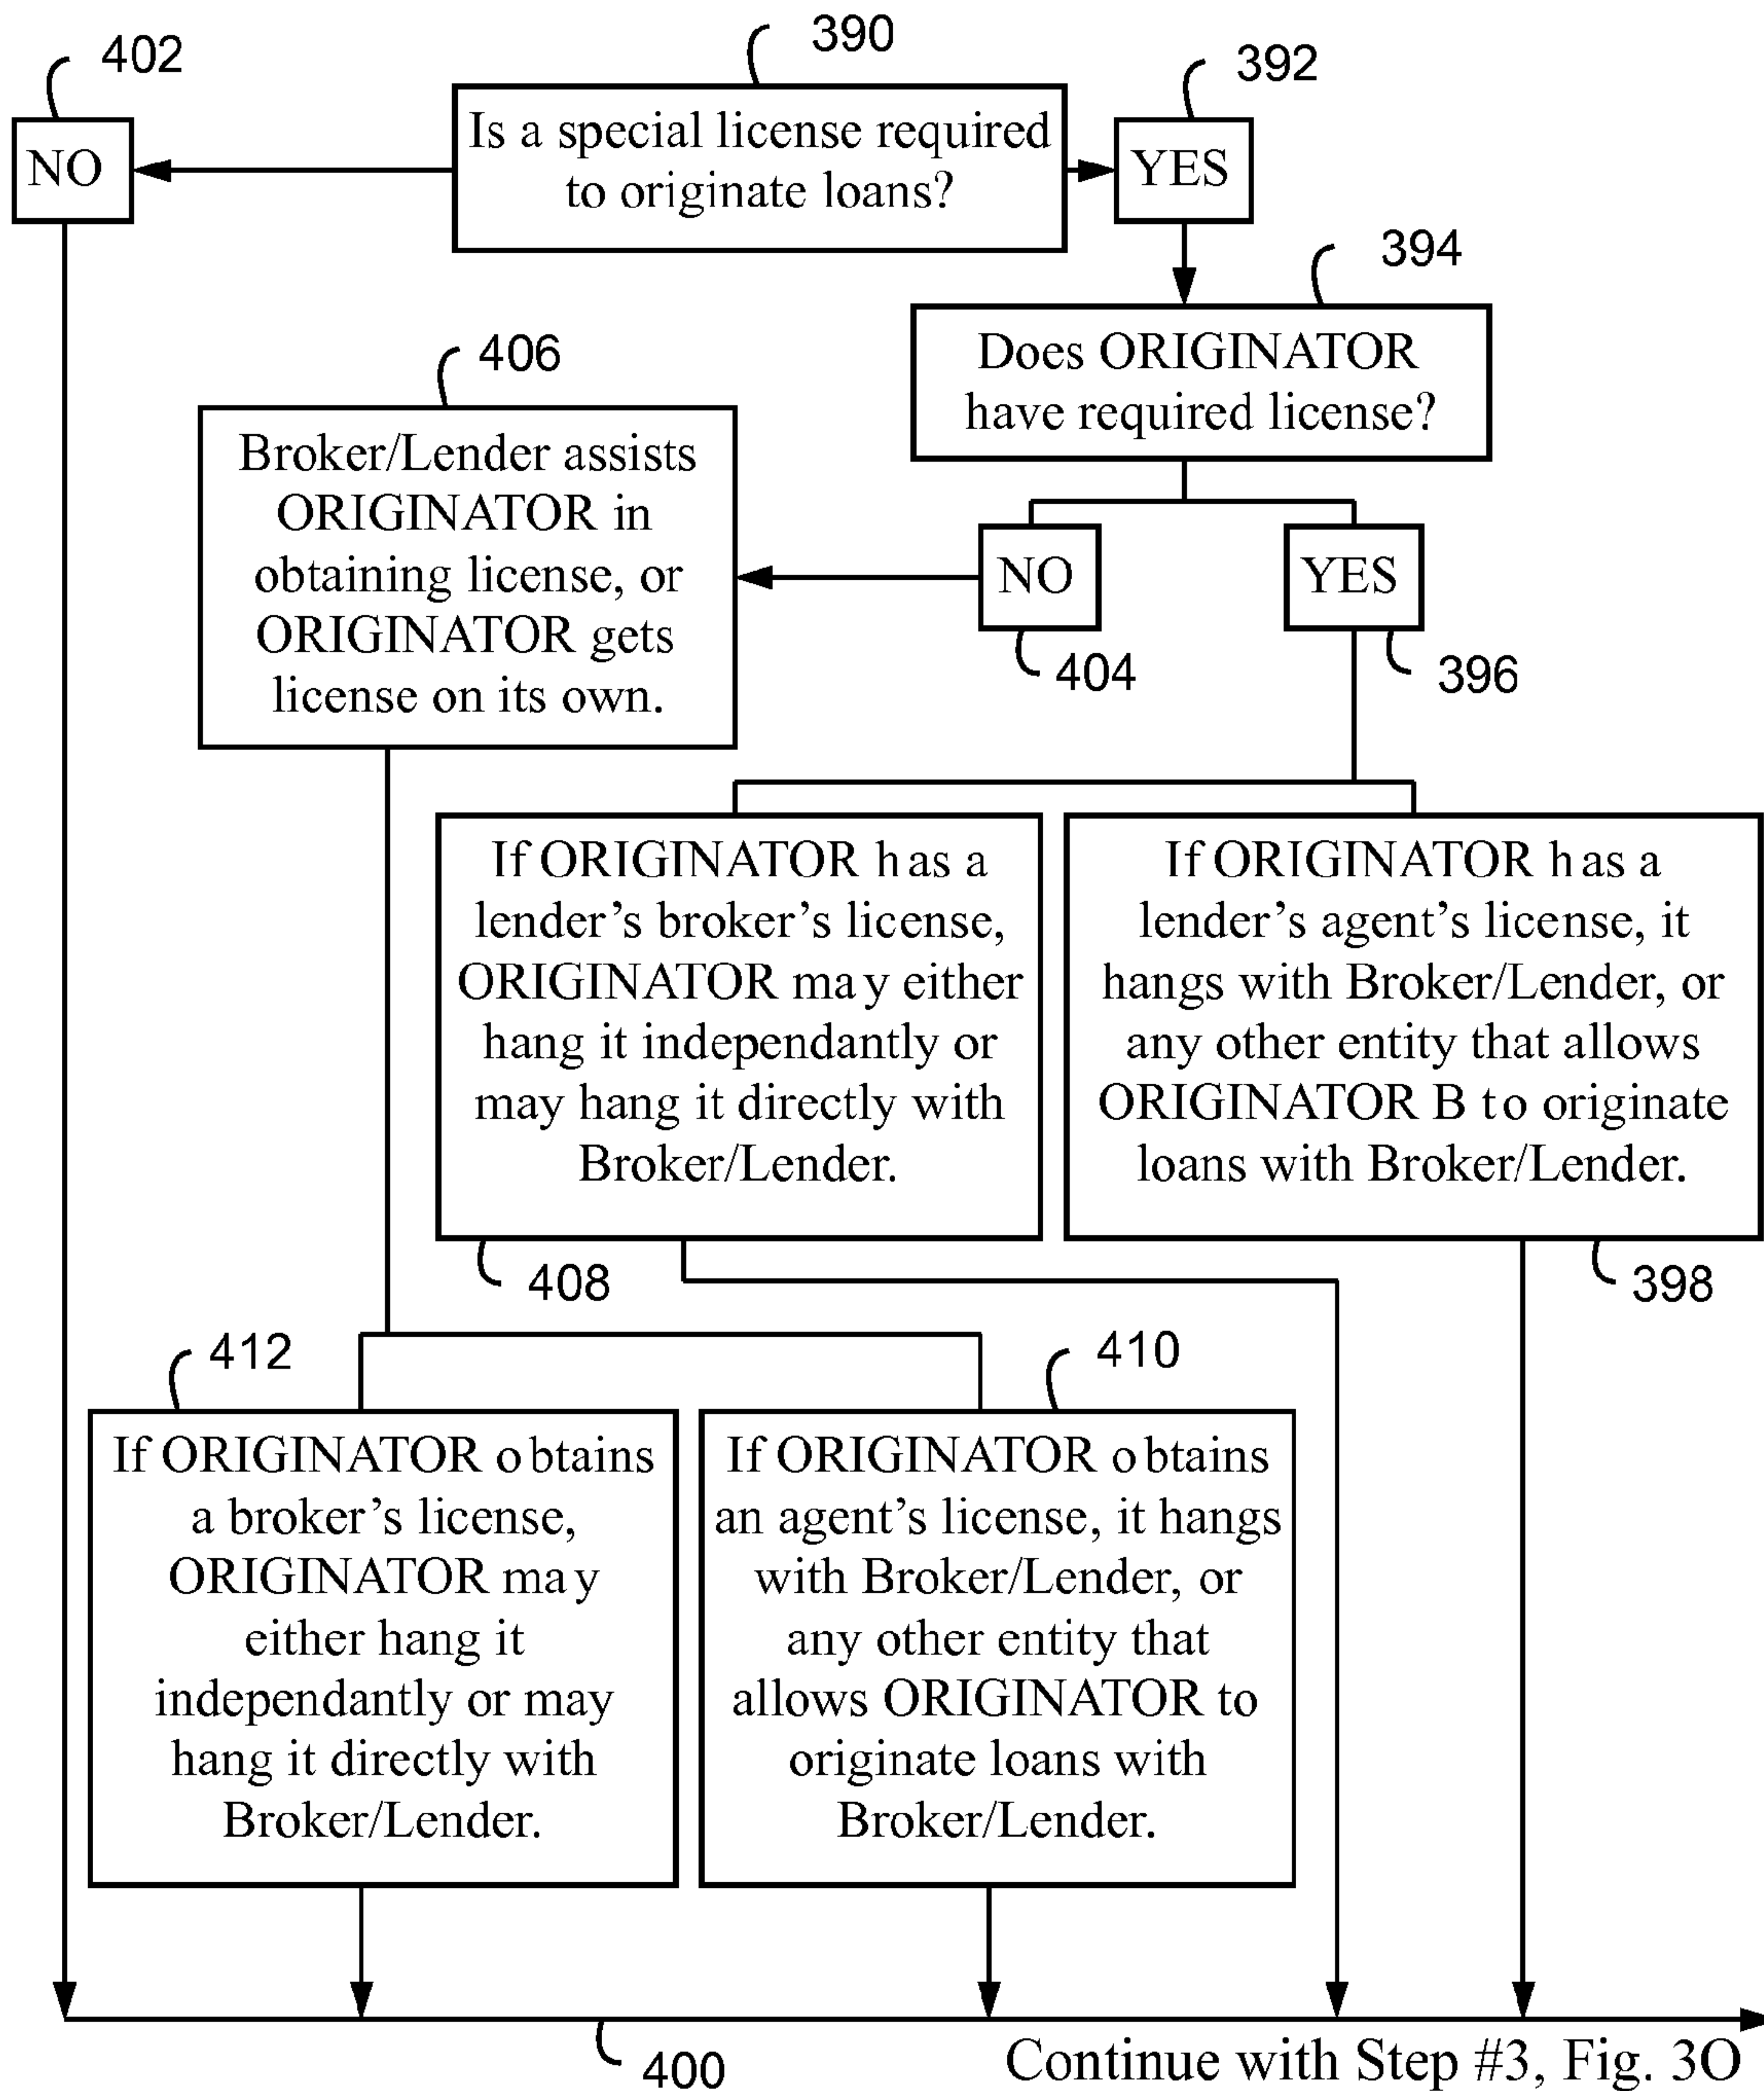 402
390
392
NO
Is a special license required
to originate loans?
YES
394
Does ORIGINATOR
have required license?
406
Broker/Lender assists
ORIGINATOR in
obtaining license, or
ORIGINATOR gets
license on its own.
NO
YES
404
396
If ORIGINATOR has a
lender’s broker’s license,
ORIGINATOR may either
hang it independantly or
may hang it directly with
Broker/Lender.
408
If ORIGINATOR has a
lender’s agent’s license, it
hangs with Broker/Lender, or
any other entity that allows
ORIGINATOR B to originate
loans with Broker/Lender.
398
412
If ORIGINATOR obtains
a broker’s license,
ORIGINATOR may
either hang it
independantly or may
hang it directly with
Broker/Lender.
410
If ORIGINATOR obtains
an agent’s license, it hangs
with Broker/Lender, or
any other entity that
allows ORIGINATOR to
originate loans with
Broker/Lender.
400
Continue with Step #3, Fig. 3O